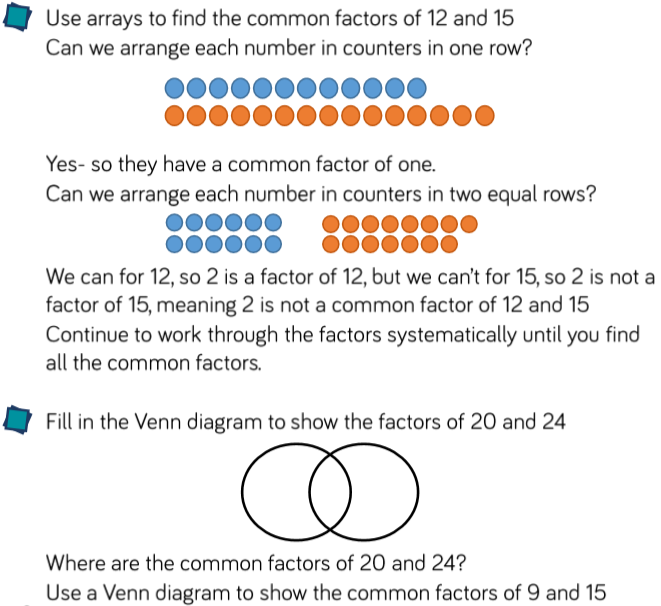 Use arrays to find the common factors of 12 and 15
Can we arrange each number in counters in one row?
Yes- so they have a common factor of one.
Can we arrange each number in counters in two equal rows?
We can for 12, so 2 is a factor of 12, but we can't for 15, so 2 is not a
factor of 15, meaning 2 is not a common factor of 12 and 15
Continue to work through the factors systematically until you find
all the common factors.
Fill in the Venn diagram to show the factors of 20 and 24
Where are the common factors of 20 and 24?
Use a Venn diagram to show the common factors of 9 and 15